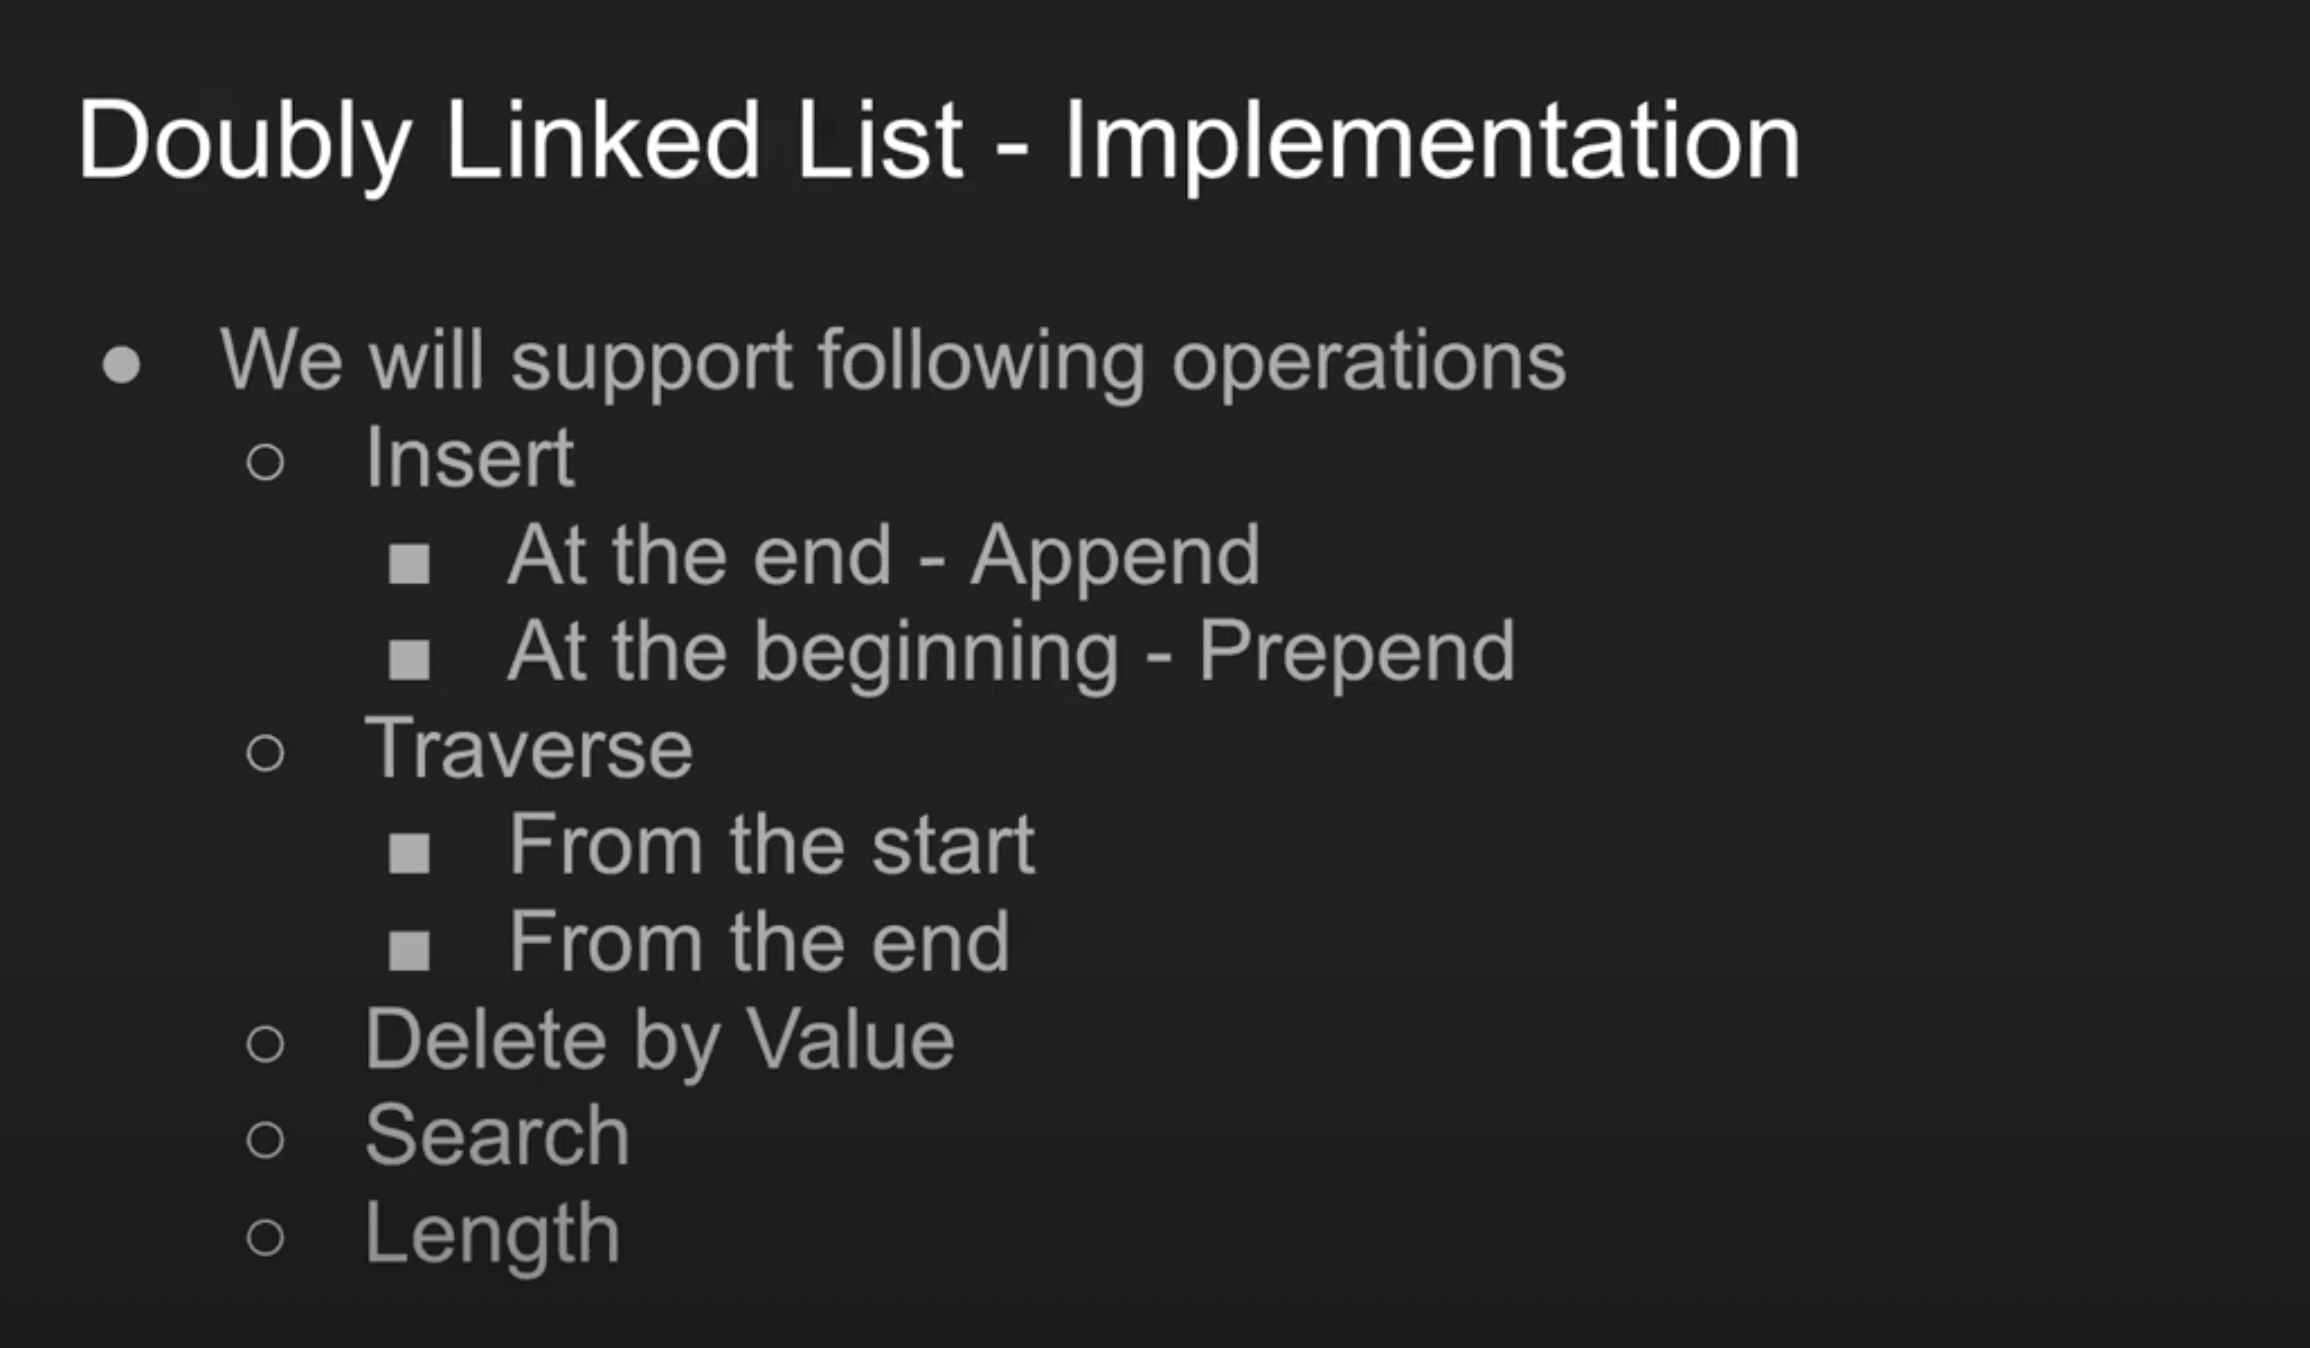 Doubly Linked List - Implementation
● We will support following operations
○ Insert
■ At the end - Append
■ At the beginning - Prepend
○ Traverse
■ From the start
■ From the end
○ Delete by Value
○ Search
○ Length